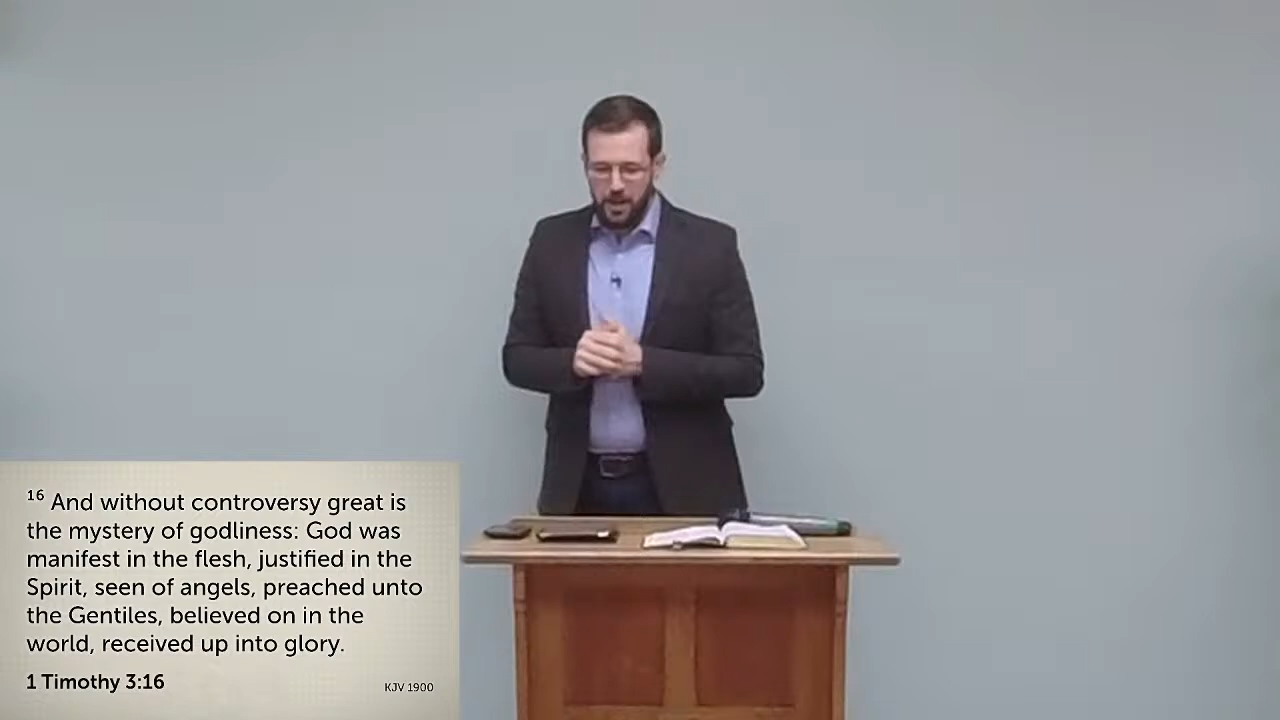 16 And without controversy great is
the mystery of godliness: God was
manifest in the flesh, justified in the
Spirit, seen of angels, preached unto
the Gentiles, believed on in the
world, received up into glory.
1 Timothy 3:16
KJV 1900